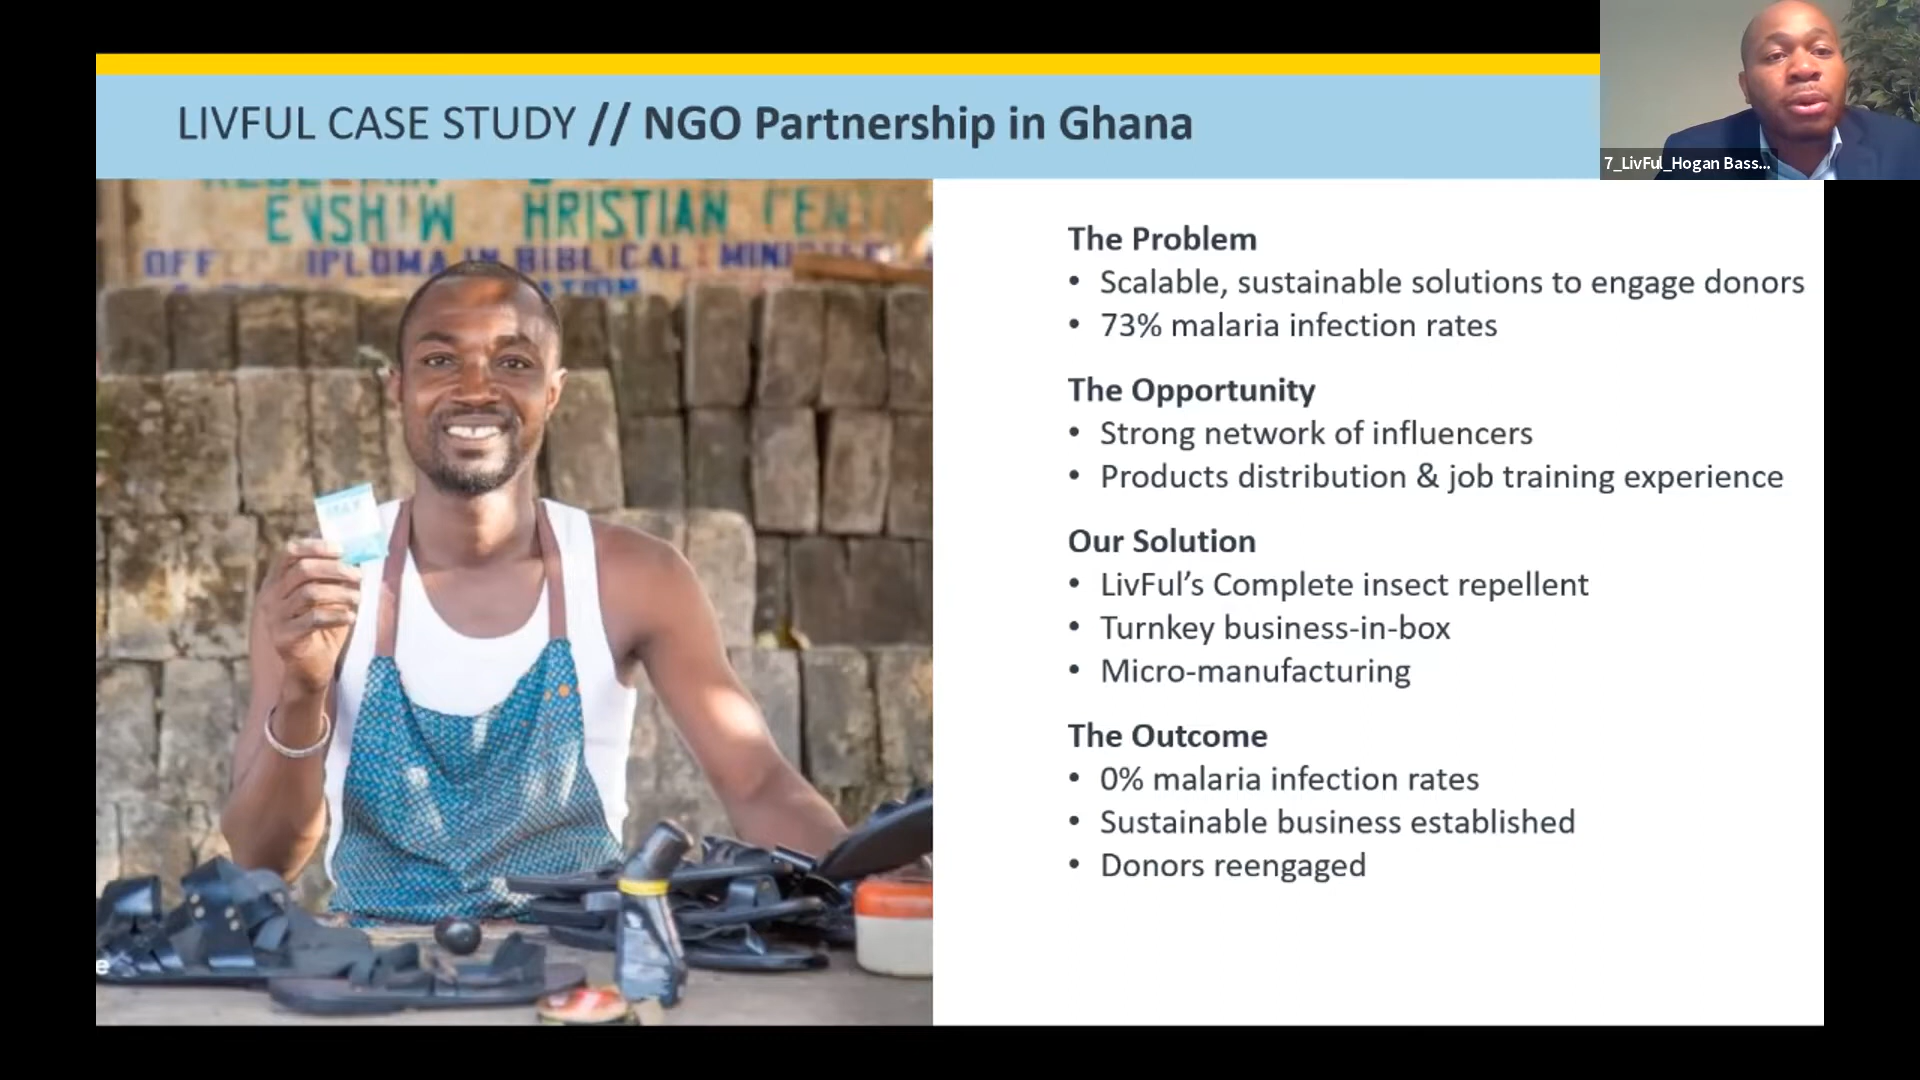 LIVFUL CASE STUDY // NGO Partnership in Ghana
7_LivFul_Hogan Bass...
HRISTIAN
BIBLICAL
The Problem
• Scalable, sustainable solutions to engage donors
• 73% malaria infection rates
The Opportunity
• Strong network of influencers
• Products distribution & job training experience
Our Solution
• LivFul’s Complete insect repellent
• Turnkey business-in-box
• Micro-manufacturing
The Outcome
• 0% malaria infection rates
• Sustainable business established
• Donors reengaged